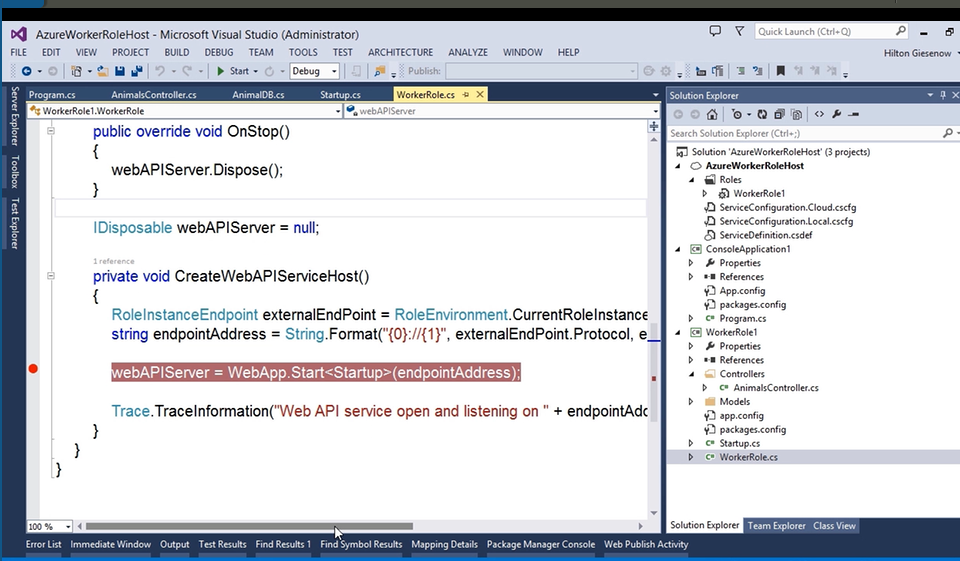 AzureWorkerRoleHost - Microsoft Visual Studio (Administrator)
Quick Launch (Ctrl+Q)
FILE EDIT VIEW PROJECT BUILD DEBUG TEAM TOOLS TEST ARCHITECTURE ANALYZE WINDOW HELP
Hilton Giesenow
Start Debug Publish:
Server Explorer
Toolbox
Test Explorer
Program.cs AnimalsController.cs AnimalDB.cs Startup.cs WorkerRole.cs
WorkerRole1.WorkerRole webAPIServer
public override void OnStop()
{
webAPIServer.Dispose();
}
IDisposable webAPIServer = null;
1 reference
private void CreateWebAPIServiceHost()
{
RoleInstanceEndpoint externalEndPoint = RoleEnvironment.CurrentRoleInstance
string endpointAddress = String.Format("{0}://{1}", externalEndPoint.Protocol, e
webAPIServer = WebApp.Start<Startup>(endpointAddress);
Trace.TraceInformation("Web API service open and listening on " + endpointAdd
}
}
}
100 %
Solution Explorer
Search Solution Explorer (Ctrl+;)
Solution 'AzureWorkerRoleHost' (3 projects)
AzureWorkerRoleHost
Roles
WorkerRole1
ServiceConfiguration.Cloud.cscfg
ServiceConfiguration.Local.cscfg
ServiceDefinition.csdef
ConsoleApplication1
Properties
References
App.config
packages.config
Program.cs
WorkerRole1
Properties
References
Controllers
AnimalsController.cs
Models
app.config
packages.config
Startup.cs
WorkerRole.cs
Solution Explorer Team Explorer Class View
Error List Immediate Window Output Test Results Find Results 1 Find Symbol Results Mapping Details Package Manager Console Web Publish Activity